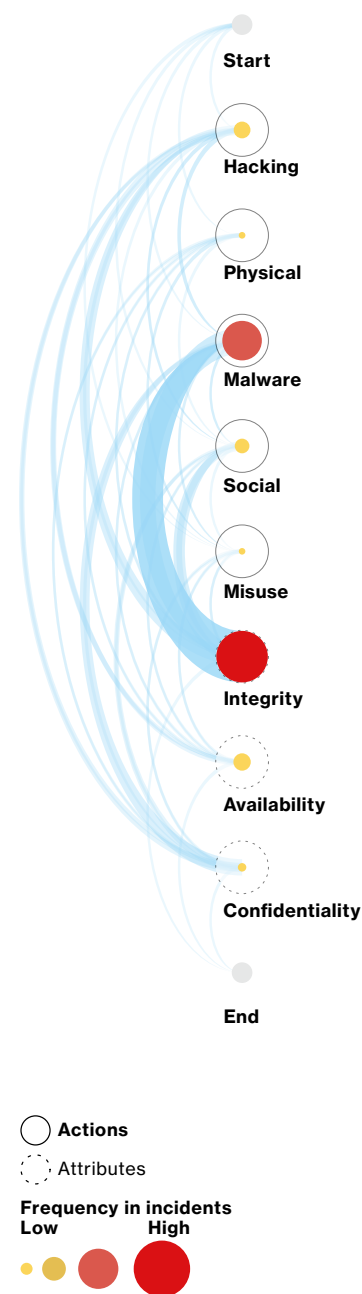 Start
Hacking
Physical
Malware
Social
Misuse
Integrity
Availability
Confidentiality
End
Actions
Attributes
Frequency in incidents
Low High